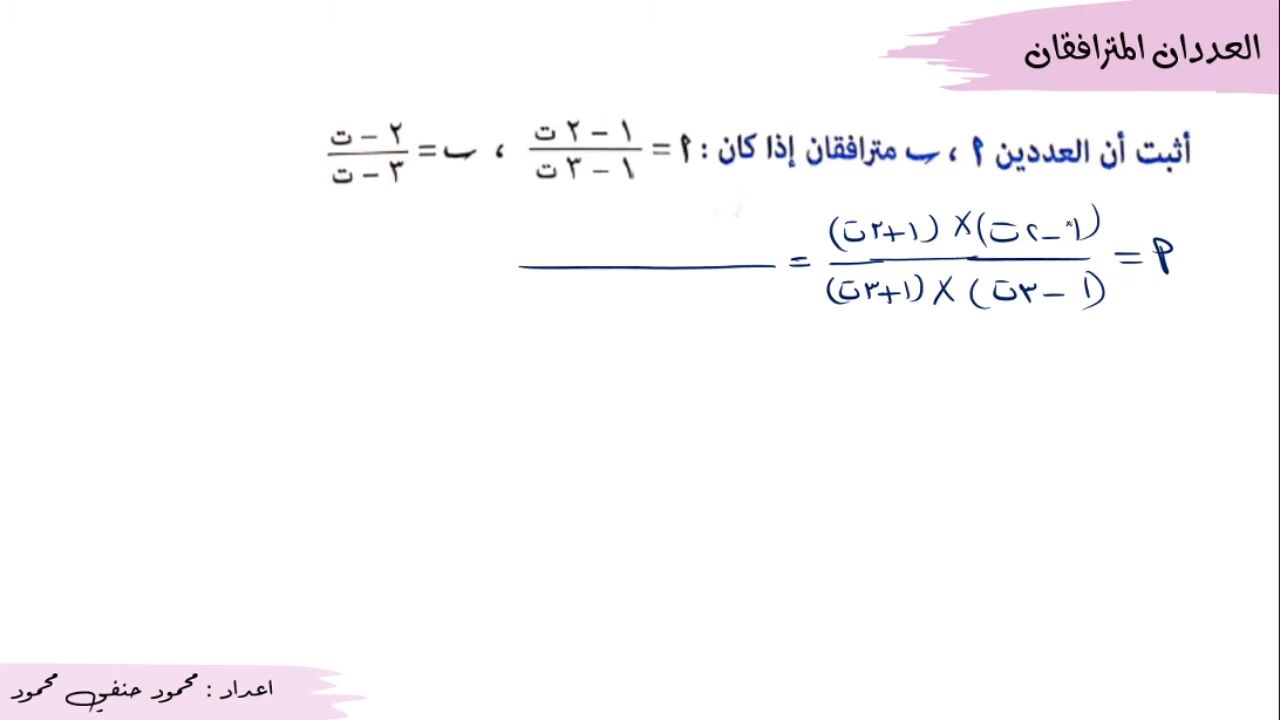 العددان المترافقان
أثبت أن العددين م ، ب مترافقان إذا كان : م = (١ – ٢ ت)/(١ – ٣ ت) ، ب = (٢ – ت)/(٣ – ت)
م = ((١ – ٢ت) × (١+٢ت))/((١ – ٣ت) × (١+٣ت)) =
اعداد : محمود حنفي محمود